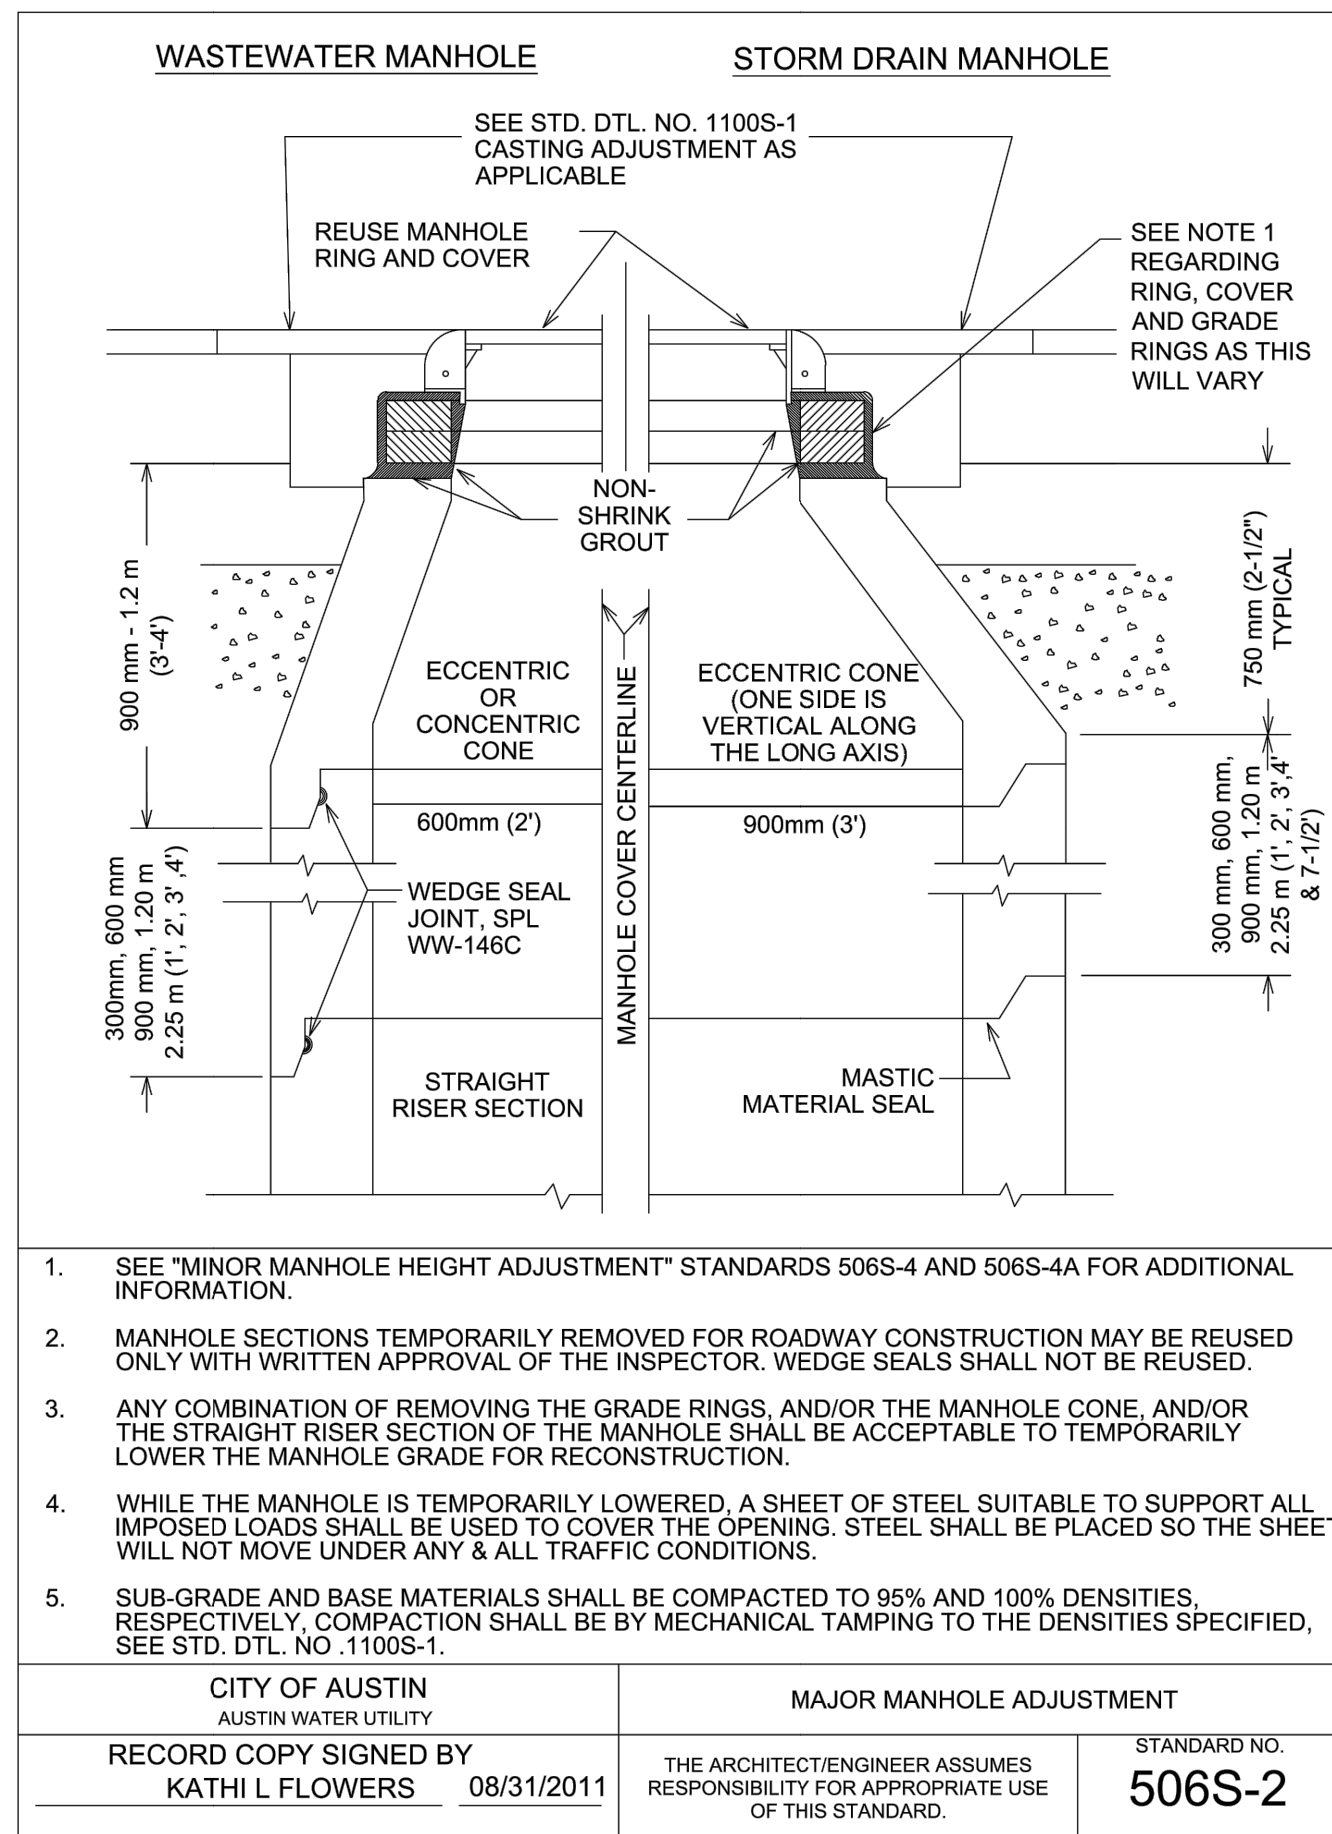 WASTEWATER MANHOLE
STORM DRAIN MANHOLE
SEE STD. DTL. NO. 1100S-1
CASTING ADJUSTMENT AS
APPLICABLE
REUSE MANHOLE
RING AND COVER
SEE NOTE 1
REGARDING
RING, COVER
AND GRADE
RINGS AS THIS
WILL VARY
NON-
SHRINK
GROUT
900 mm - 1.2 m
(3'-4')
750 mm (2-1/2")
TYPICAL
ECCENTRIC
OR
CONCENTRIC
CONE
MANHOLE COVER CENTERLINE
ECCENTRIC CONE
(ONE SIDE IS
VERTICAL ALONG
THE LONG AXIS)
600mm (2')
900mm (3')
300mm, 600 mm
900 mm, 1.20 m
2.25 m (1', 2', 3' ,4')
WEDGE SEAL
JOINT, SPL
WW-146C
300 mm, 600 mm,
900 mm, 1.20 m
2.25 m (1', 2', 3',4'
& 7-1/2')
STRAIGHT
RISER SECTION
MASTIC
MATERIAL SEAL
1. SEE "MINOR MANHOLE HEIGHT ADJUSTMENT" STANDARDS 506S-4 AND 506S-4A FOR ADDITIONAL
INFORMATION.
2. MANHOLE SECTIONS TEMPORARILY REMOVED FOR ROADWAY CONSTRUCTION MAY BE REUSED
ONLY WITH WRITTEN APPROVAL OF THE INSPECTOR. WEDGE SEALS SHALL NOT BE REUSED.
3. ANY COMBINATION OF REMOVING THE GRADE RINGS, AND/OR THE MANHOLE CONE, AND/OR
THE STRAIGHT RISER SECTION OF THE MANHOLE SHALL BE ACCEPTABLE TO TEMPORARILY
LOWER THE MANHOLE GRADE FOR RECONSTRUCTION.
4. WHILE THE MANHOLE IS TEMPORARILY LOWERED, A SHEET OF STEEL SUITABLE TO SUPPORT ALL
IMPOSED LOADS SHALL BE USED TO COVER THE OPENING. STEEL SHALL BE PLACED SO THE SHEET
WILL NOT MOVE UNDER ANY & ALL TRAFFIC CONDITIONS.
5. SUB-GRADE AND BASE MATERIALS SHALL BE COMPACTED TO 95% AND 100% DENSITIES,
RESPECTIVELY, COMPACTION SHALL BE BY MECHANICAL TAMPING TO THE DENSITIES SPECIFIED,
SEE STD. DTL. NO .1100S-1.
CITY OF AUSTIN
AUSTIN WATER UTILITY
MAJOR MANHOLE ADJUSTMENT
RECORD COPY SIGNED BY
KATHI L FLOWERS 08/31/2011
THE ARCHITECT/ENGINEER ASSUMES
RESPONSIBILITY FOR APPROPRIATE USE
OF THIS STANDARD.
STANDARD NO.
506S-2